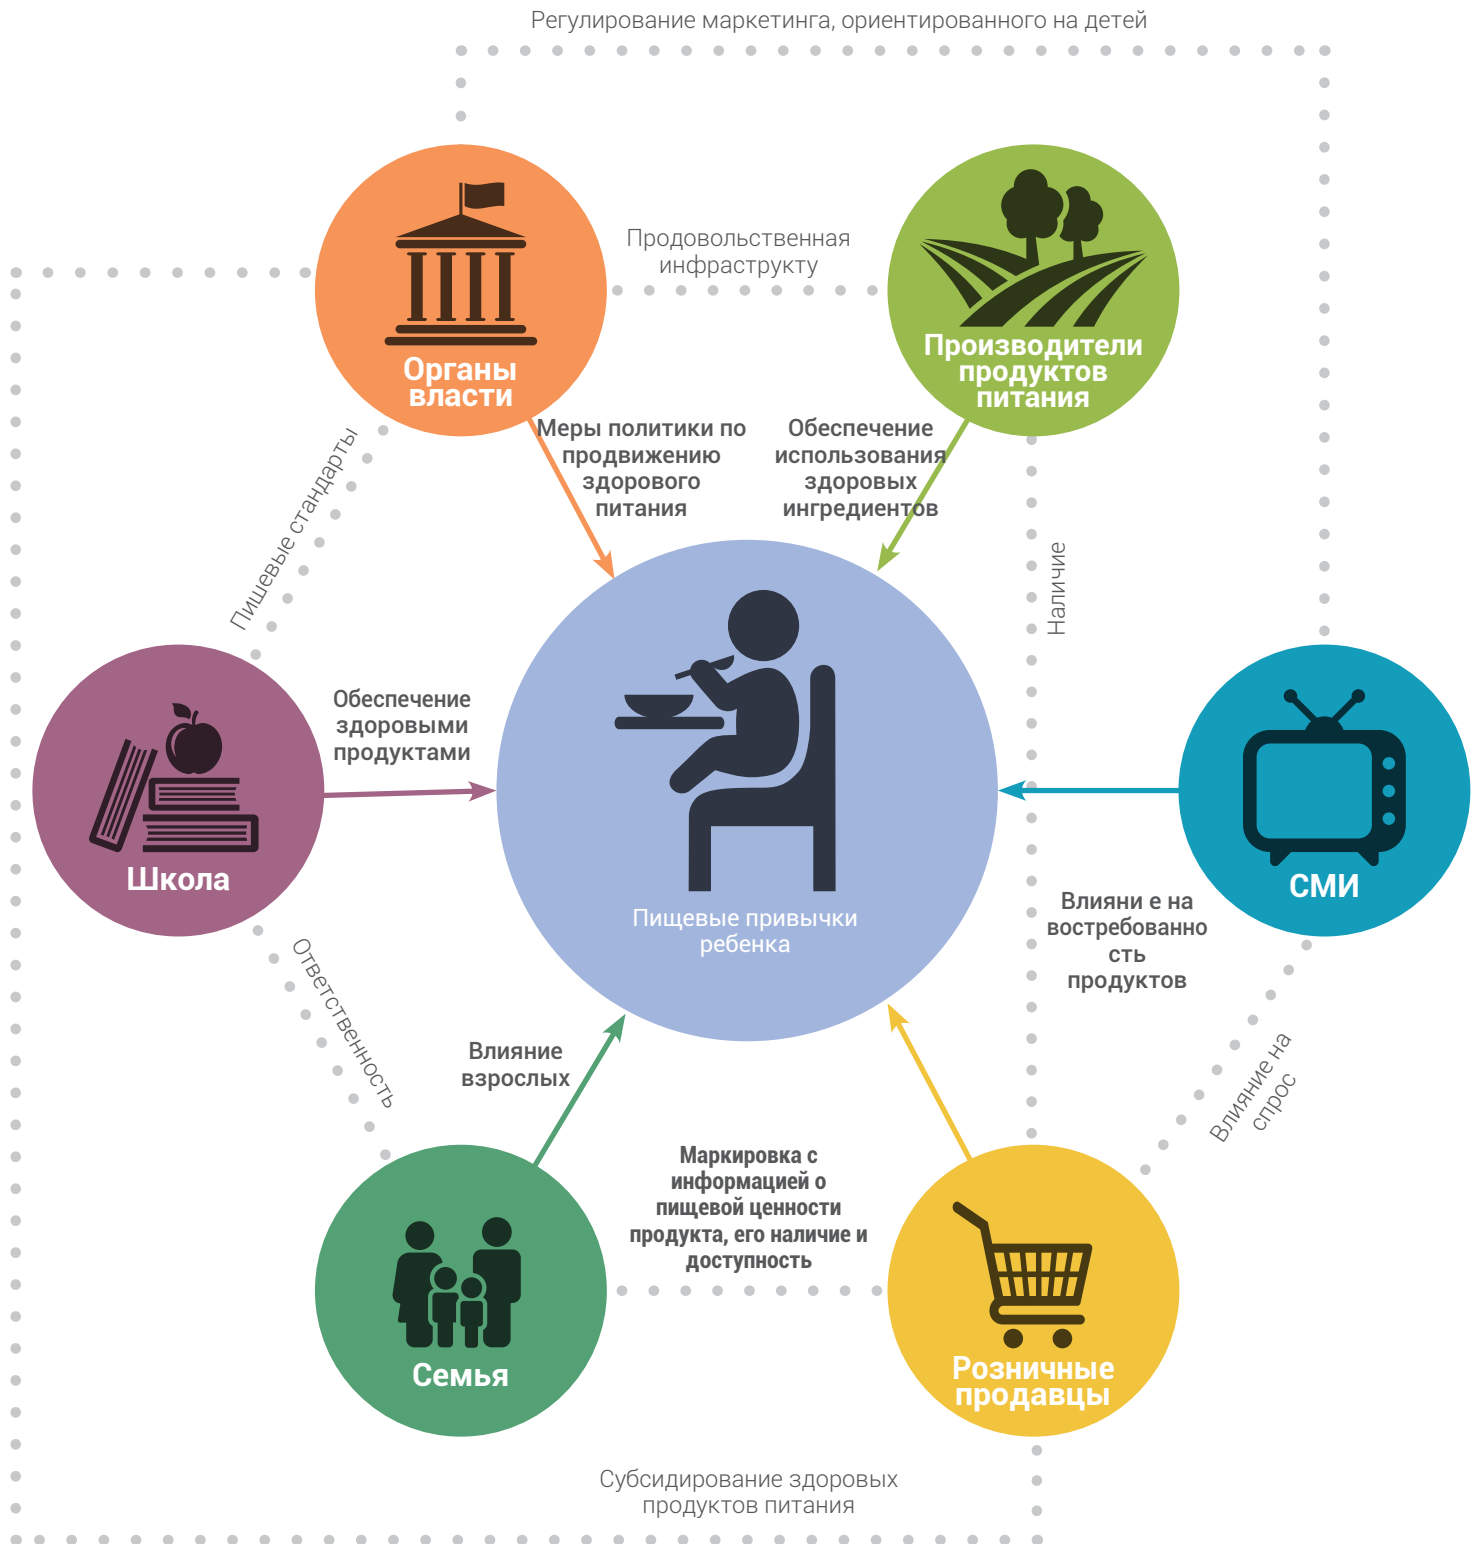 Регулирование маркетинга, ориентированного на детей
Продовольственная
инфраструкту
Органы
власти
Производители
продуктов
питания
Меры политики по
продвижению
здорового
питания
Обеспечение
использования
здоровых
ингредиентов
Пишевые стандарты
Наличие
Обеспечение
здоровыми
продуктами
Школа
СМИ
Пищевые привычки
ребенка
Влияни е на
востребованно
сть
продуктов
Ответственность
Влияние
взрослых
Влияние на
спрос
Маркировка с
информацией о
пищевой ценности
продукта, его наличие и
доступность
Семья
Розничные
продавцы
Субсидирование здоровых
продуктов питания